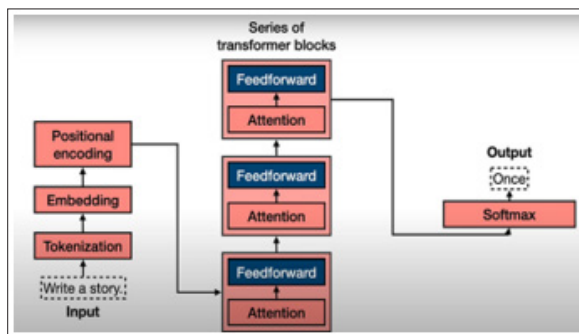 Series of
transformer blocks
Feedforward
Attention
Feedforward
Attention
Feedforward
Attention
Positional
encoding
Embedding
Tokenization
Write a story.
Input
Output
Once
Softmax